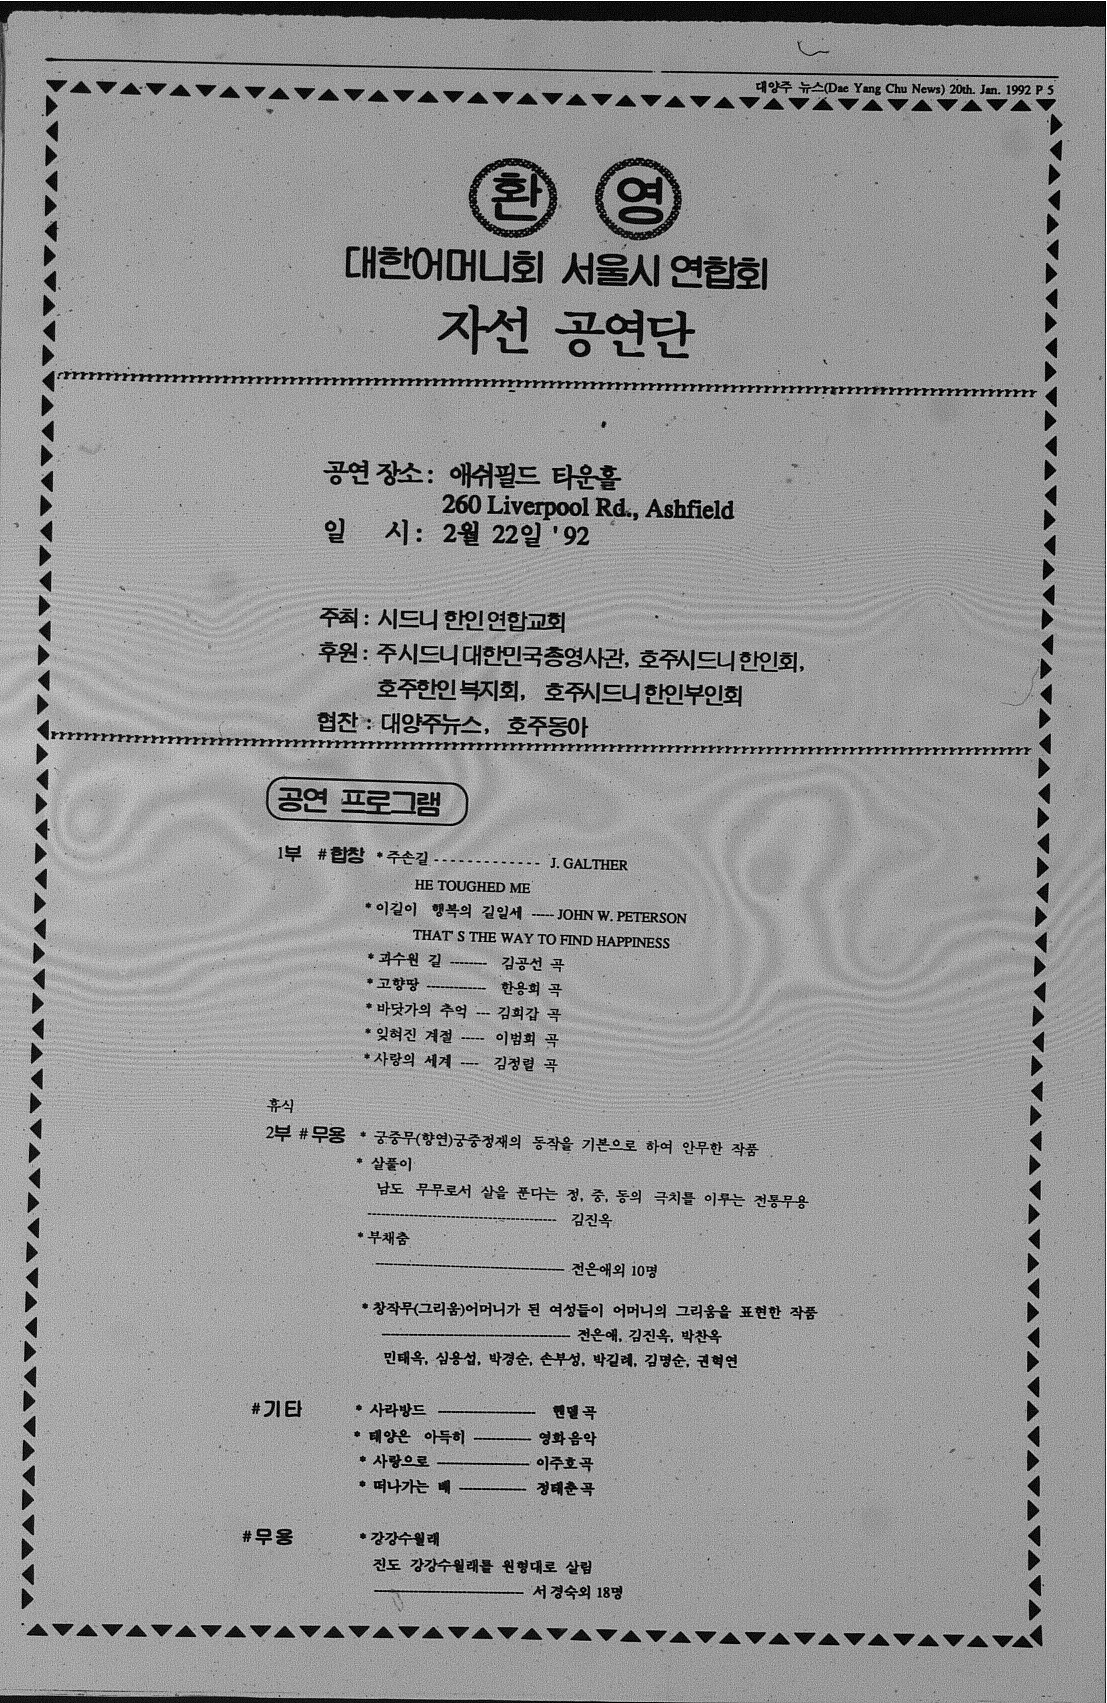 대양주 뉴스(Dae Yang Chu News) 20th. Jan. 1992 P 5
환 영
대한어머니회 서울시 연합회
자선 공연단
공연 장소 : 애쉬필드 타운홀
260 Liverpool Rd., Ashfield
일 시 : 2월 22일 '92
주최 : 시드니 한인 연합교회
후원 : 주시드니 대한민국 총영사관, 호주시드니 한인회,
호주한인 복지회, 호주시드니 한인부인회
협찬 : 대양주뉴스, 호주동아
공연 프로그램
1부 #합창 * 주손길 ------------- J. GALTHER
HE TOUGHED ME
* 이길이 행복의 길일세 ----- JOHN W. PETERSON
THAT' S THE WAY TO FIND HAPPINESS
* 과수원 길 -------- 김공선 곡
* 고향땅 ------------- 한용희 곡
* 바닷가의 추억 --- 김희갑 곡
* 잊혀진 계절 ----- 이범희 곡
* 사랑의 세계 ---- 김정렬 곡
휴식
2부 #무용 * 궁중무(향연)궁중정재의 동작을 기본으로 하여 안무한 작품
* 살풀이
남도 무무로서 살을 푼다는 정, 중, 동의 극치를 이루는 전통무용
---------------------------------------- 김진옥
* 부채춤
---------------------------------------- 전은애외 10명
* 창작무(그리움)어머니가 된 여성들이 어머니의 그리움을 표현한 작품
---------------------------------------- 전은애, 김진옥, 박찬옥
민태옥, 심용섭, 박경순, 손부성, 박길례, 김명순, 권혁연
#기타 * 사라방드 -------------------- 헨델 곡
* 태양은 아득히 ------------ 영화 음악
* 사랑으로 -------------------- 이주호 곡
* 떠나가는 배 -------------- 정태춘 곡
#무용 * 강강수월래
진도 강강수월래를 원형대로 살림
-------------------------------- 서 경숙외 18명